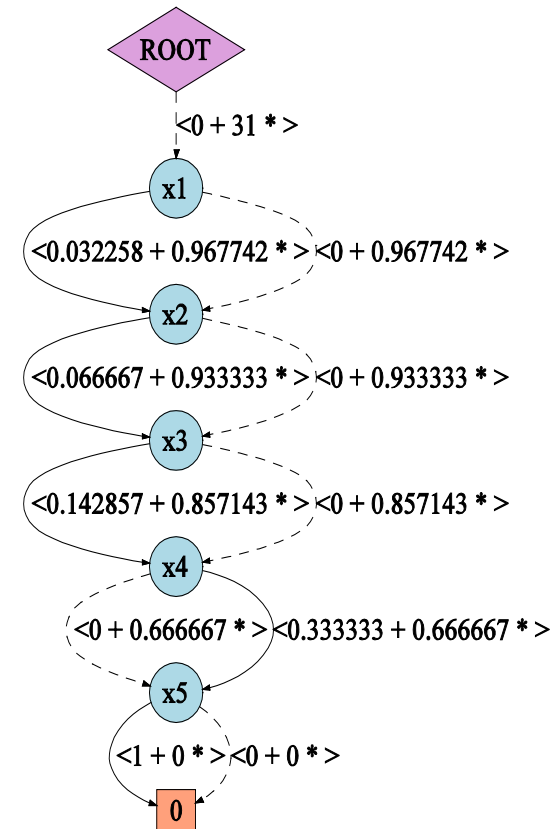 ROOT
<0 + 31 * >
x1
<0.032258 + 0.967742 * > <0 + 0.967742 * >
x2
<0.066667 + 0.933333 * > <0 + 0.933333 * >
x3
<0.142857 + 0.857143 * > <0 + 0.857143 * >
x4
<0 + 0.666667 * > <0.333333 + 0.666667 * >
x5
<1 + 0 * > <0 + 0 * >
0